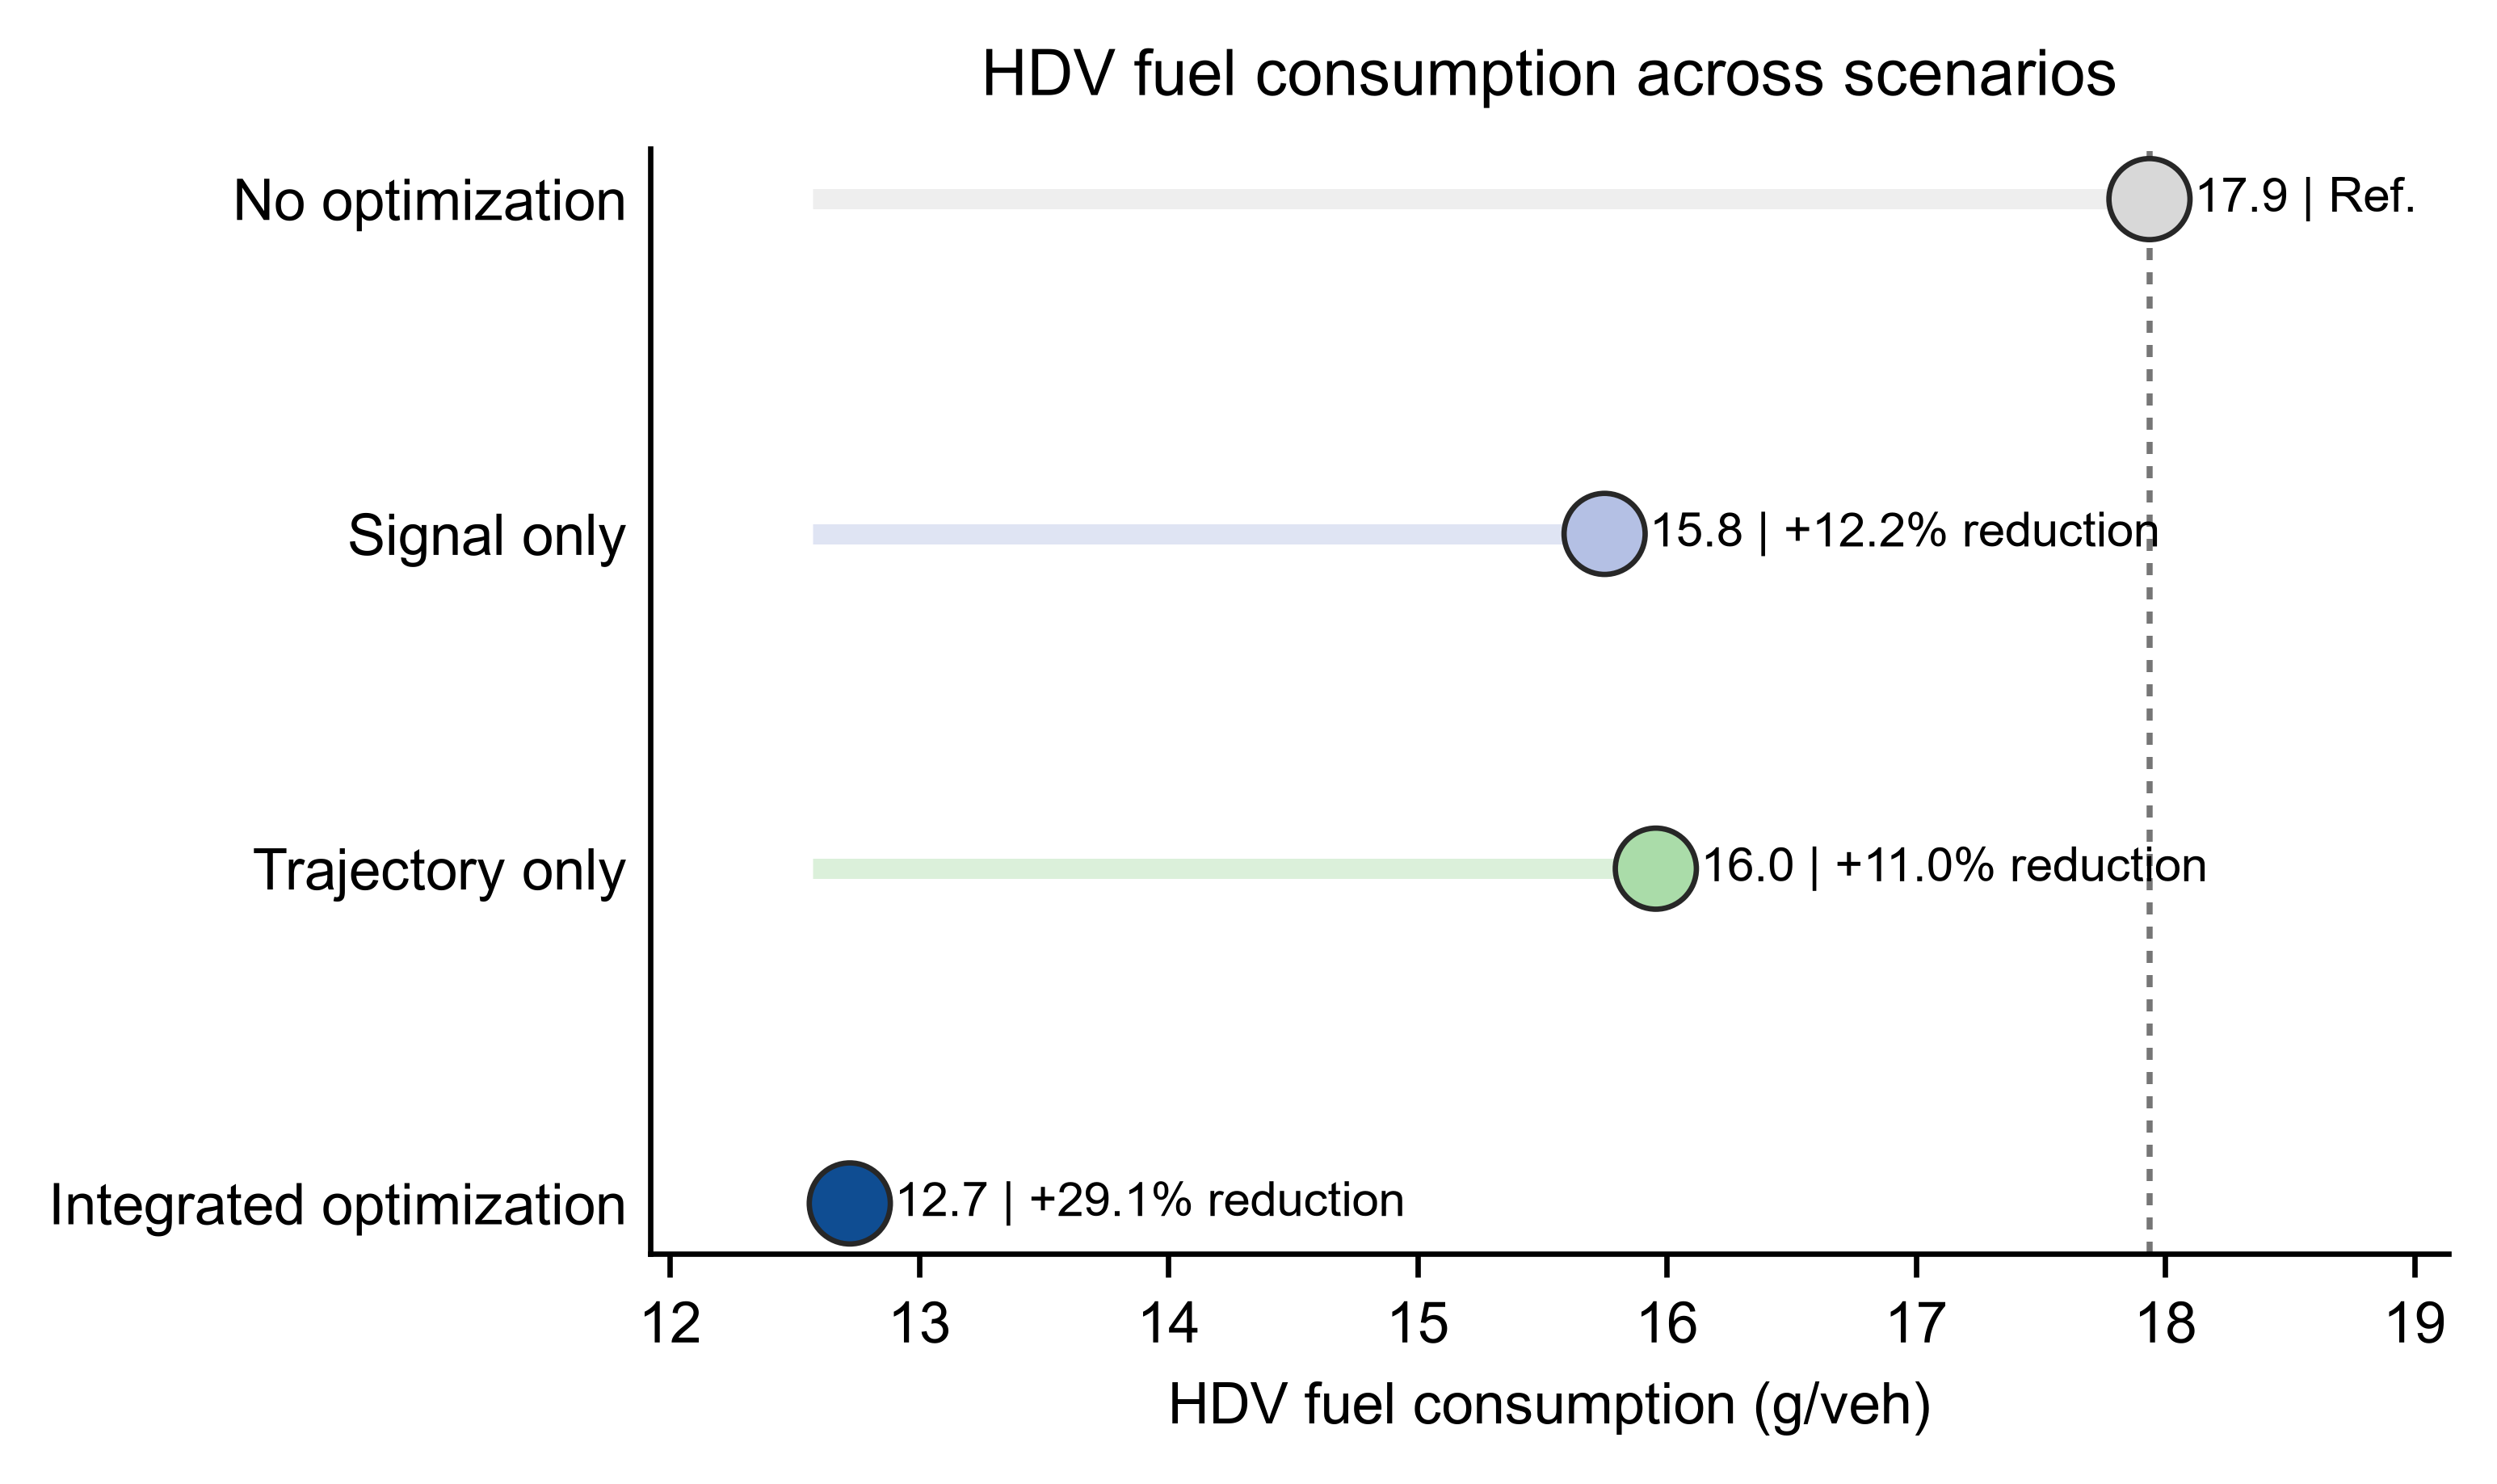 HDV fuel consumption across scenarios
No optimization
17.9 | Ref.
Signal only
15.8 | +12.2% reduction
Trajectory only
16.0 | +11.0% reduction
Integrated optimization
12.7 | +29.1% reduction
12 13 14 15 16 17 18 19
HDV fuel consumption (g/veh)